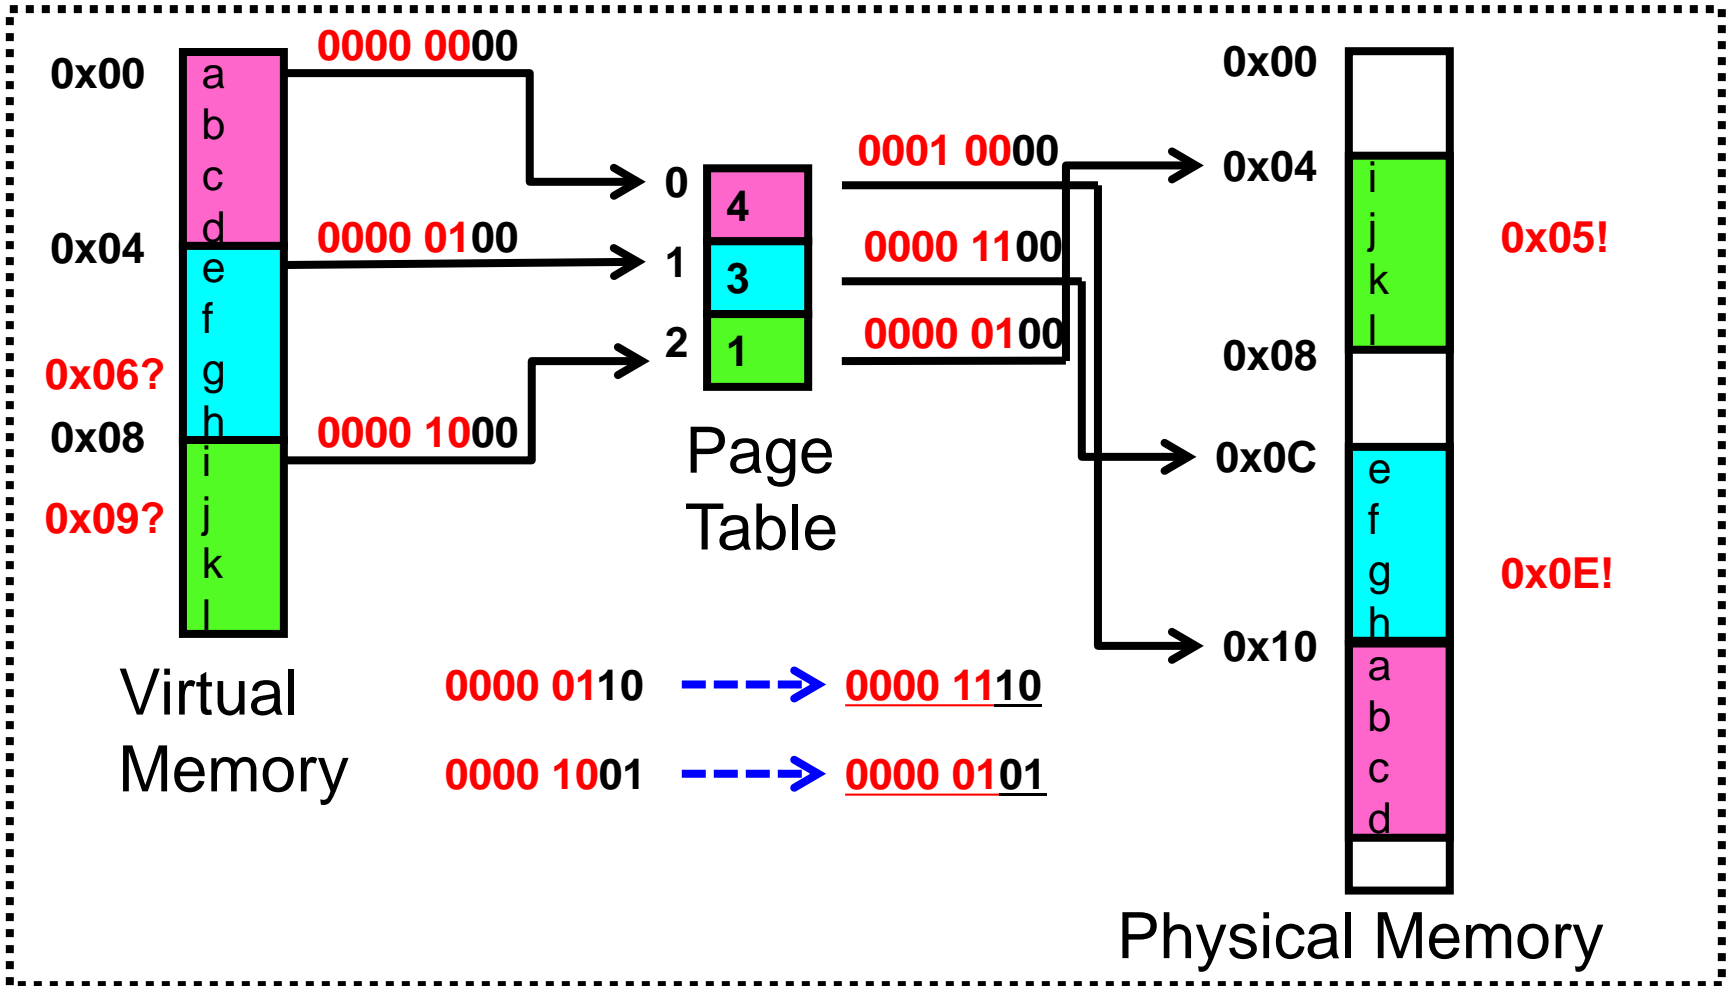 0x00
a
b
c
d
0x04
e
f
0x06?
g
h
0x08
i
0x09?
j
k
l
Virtual
Memory
0000 0000
0000 0100
0000 1000
0
4
1
3
2
1
Page
Table
0001 0000
0000 1100
0000 0100
0000 0110
0000 1110
0000 1001
0000 0101
0x00
0x04
i
j
0x05!
k
l
0x08
0x0C
e
f
g
0x0E!
h
0x10
a
b
c
d
Physical Memory